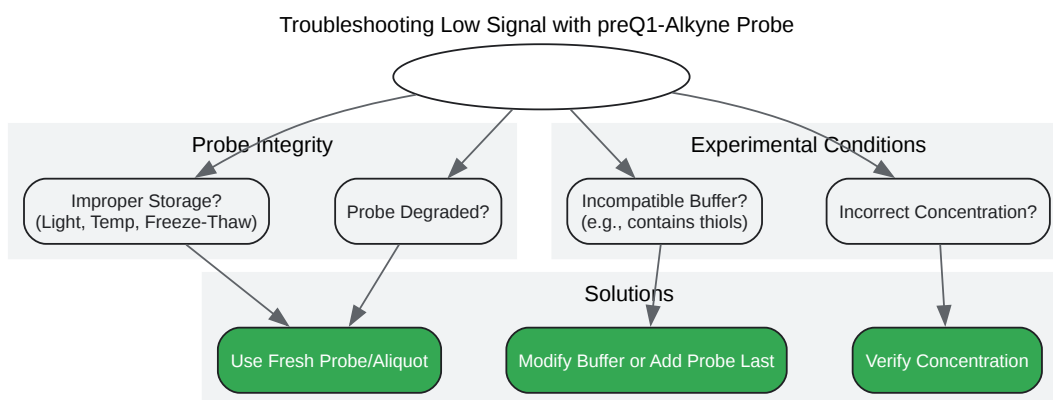 Troubleshooting Low Signal with preQ1-Alkyne Probe
Probe Integrity
Experimental Conditions
Improper Storage?
(Light, Temp, Freeze-Thaw)
Probe Degraded?
Incompatible Buffer?
(e.g., contains thiols)
Incorrect Concentration?
Solutions
Use Fresh Probe/Aliquot
Modify Buffer or Add Probe Last
Verify Concentration